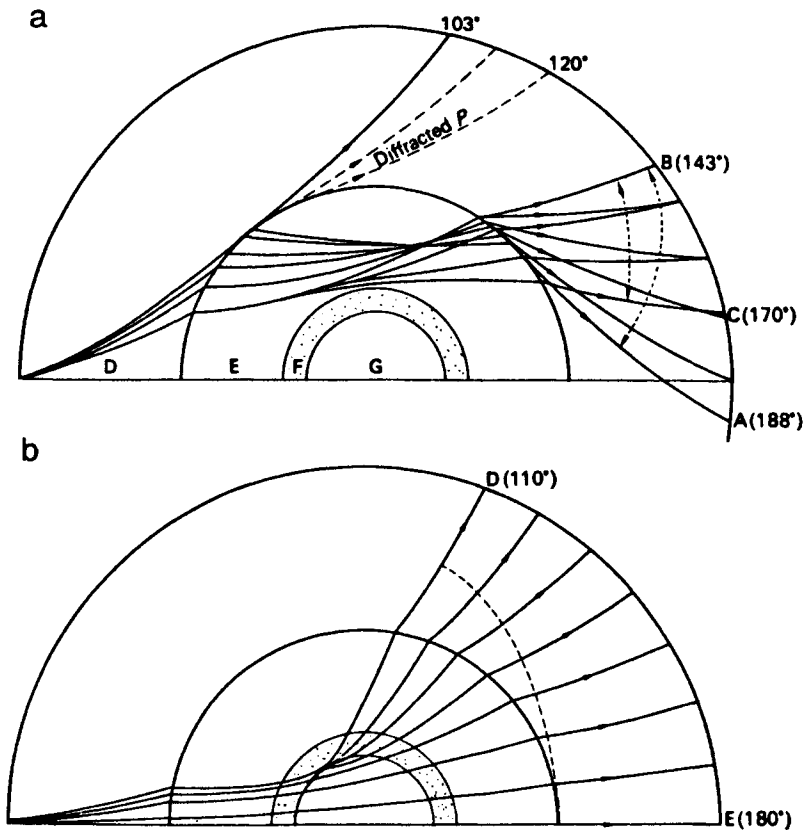 a
103°
120°
Diffracted P
B(143°)
C(170°)
D E F G
A(188°)
b
D(110°)
E(180°)